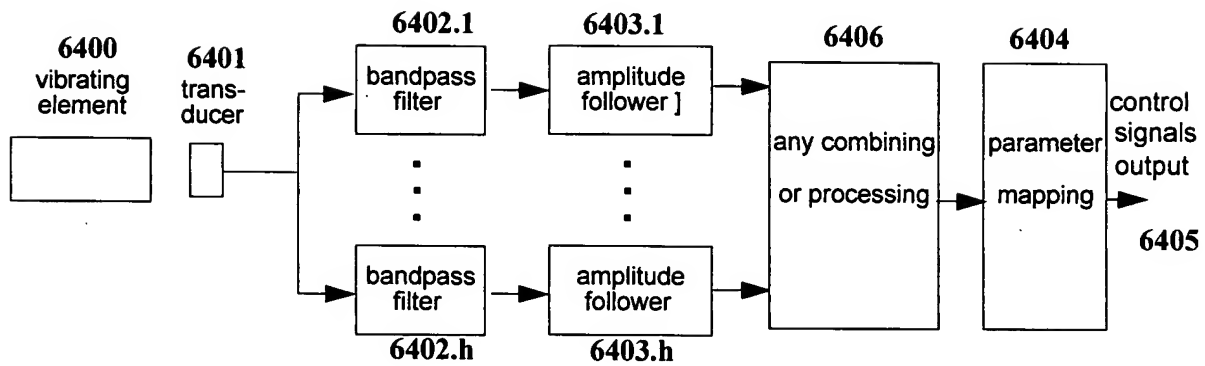 6400
vibrating
element
6401
trans-
ducer
6402.1
bandpass
filter
6403.1
amplitude
follower ]
bandpass
filter
6402.h
amplitude
follower
6403.h
6406
any combining
or processing
6404
parameter
mapping
control
signals
output
6405